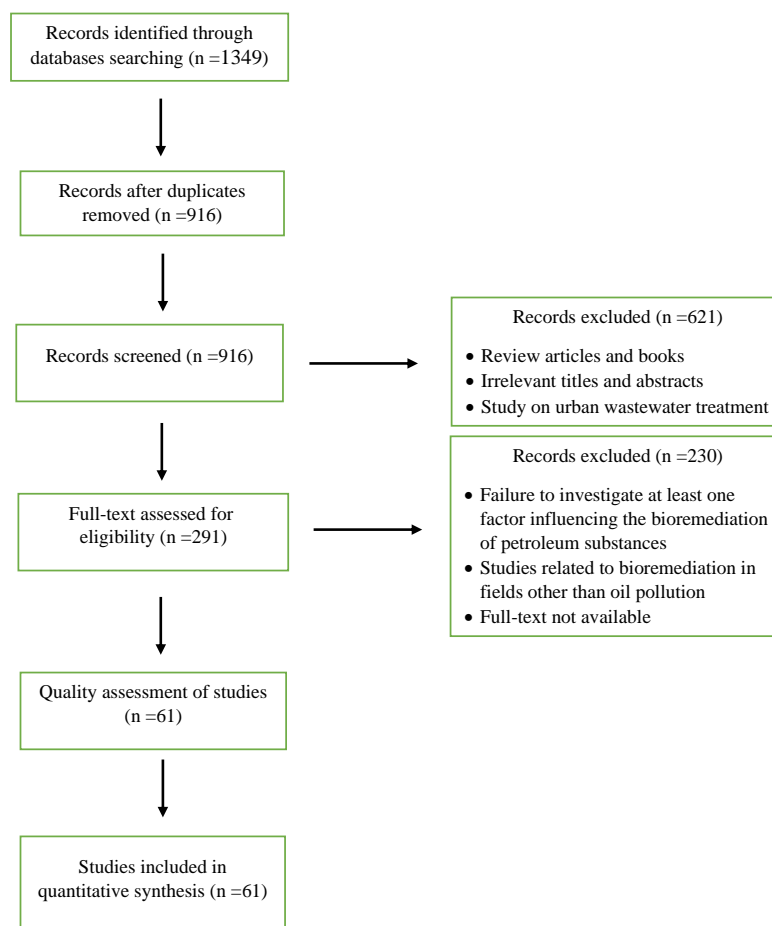 Records identified through
databases searching (n =1349)
Records after duplicates
removed (n =916)
Records screened (n =916)
Records excluded (n =621)
• Review articles and books
• Irrelevant titles and abstracts
• Study on urban wastewater treatment
Full-text assessed for
eligibility (n =291)
Records excluded (n =230)
• Failure to investigate at least one
factor influencing the bioremediation
of petroleum substances
• Studies related to bioremediation in
fields other than oil pollution
• Full-text not available
Quality assessment of studies
(n =61)
Studies included in
quantitative synthesis (n =61)